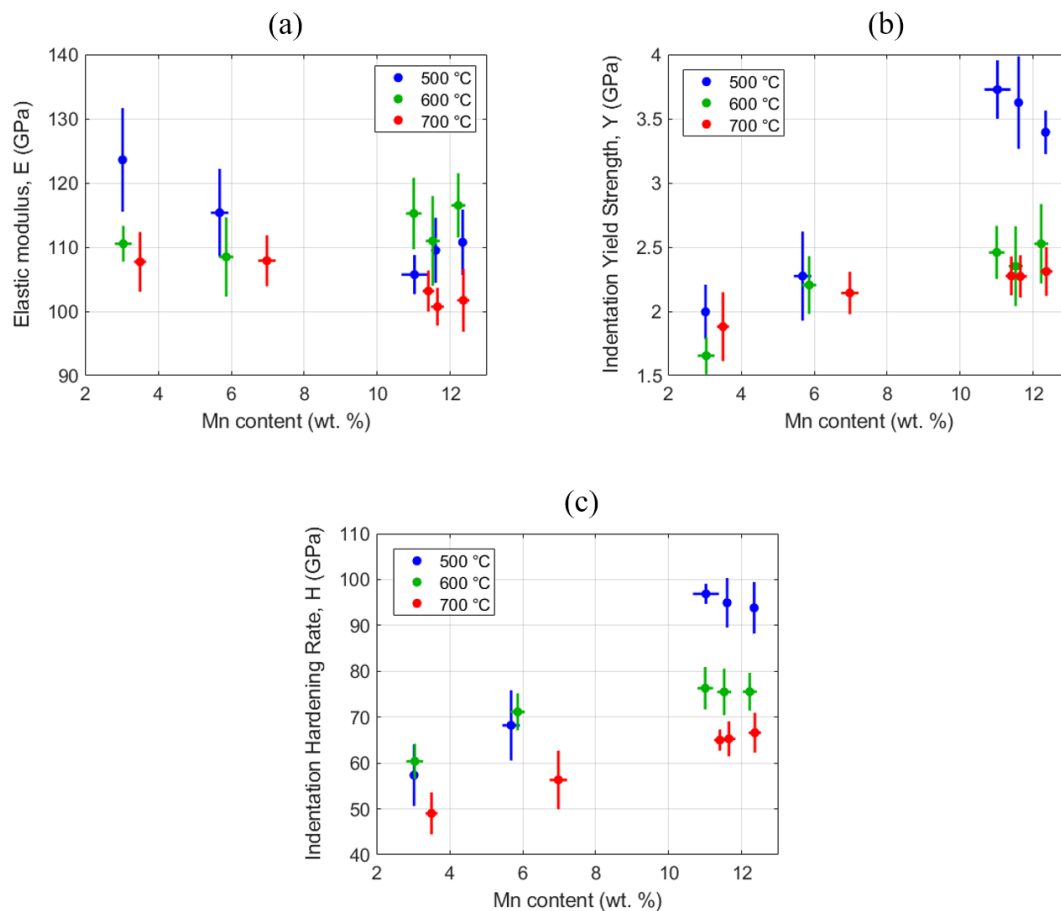 (a)
140
130
120
110
100
90
Elastic modulus, E (GPa)
500 °C
600 °C
700 °C
2 4 6 8 10 12
Mn content (wt. %)
(b)
4
3.5
3
2.5
2
1.5
Indentation Yield Strength, Y (GPa)
500 °C
600 °C
700 °C
2 4 6 8 10 12
Mn content (wt. %)
(c)
110
100
90
80
70
60
50
40
Indentation Hardening Rate, H (GPa)
500 °C
600 °C
700 °C
2 4 6 8 10 12
Mn content (wt. %)